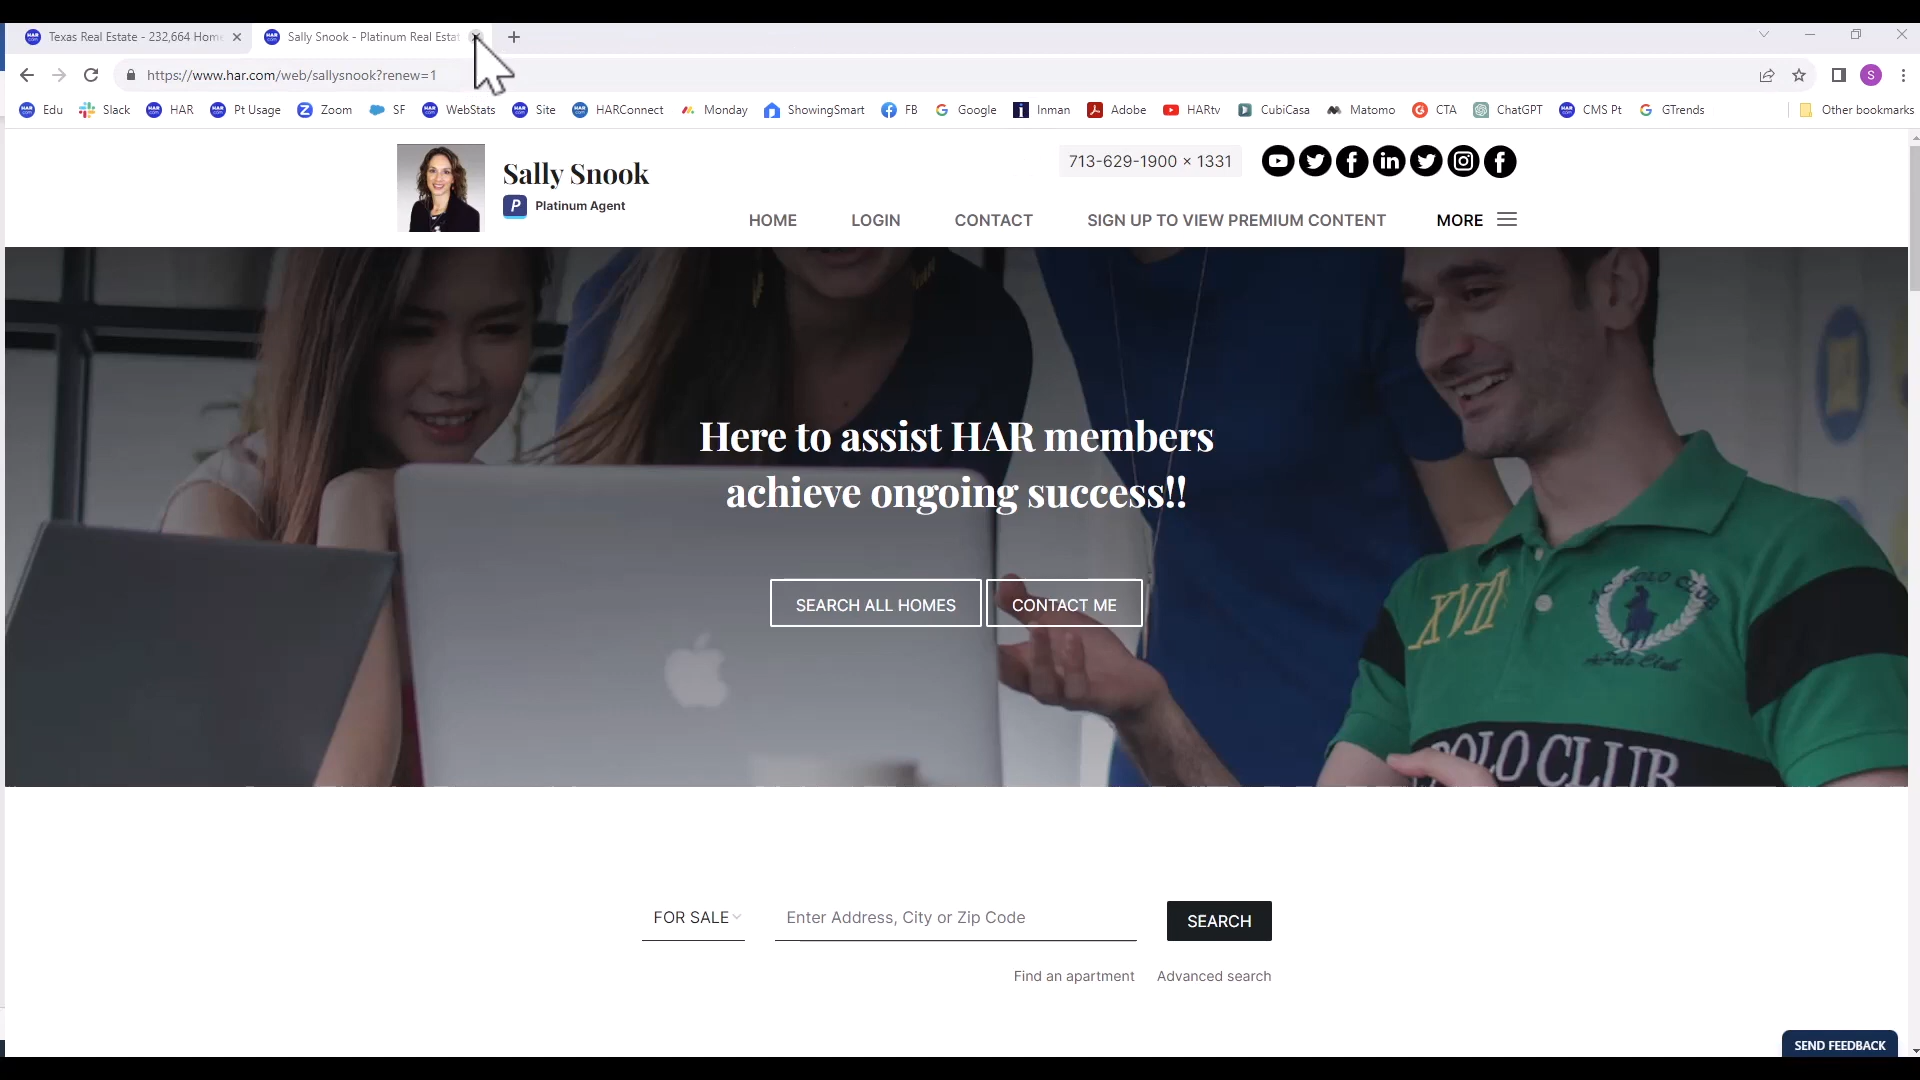 Texas Real Estate - 232,664 Home
Sally Snook - Platinum Real Estat
https://www.har.com/web/sallysnook?renew=1
S
Edu Slack HAR Pt Usage Zoom SF WebStats Site HARConnect Monday ShowingSmart FB Google Inman Adobe HARtv CubiCasa Matomo CTA ChatGPT CMS Pt GTrends Other bookmarks
Sally Snook
P Platinum Agent
713-629-1900 × 1331
HOME LOGIN CONTACT SIGN UP TO VIEW PREMIUM CONTENT MORE
Here to assist HAR members
achieve ongoing success!!
SEARCH ALL HOMES CONTACT ME
XVII
POLO CLUB
FOR SALE Enter Address, City or Zip Code SEARCH
Find an apartment Advanced search
SEND FEEDBACK